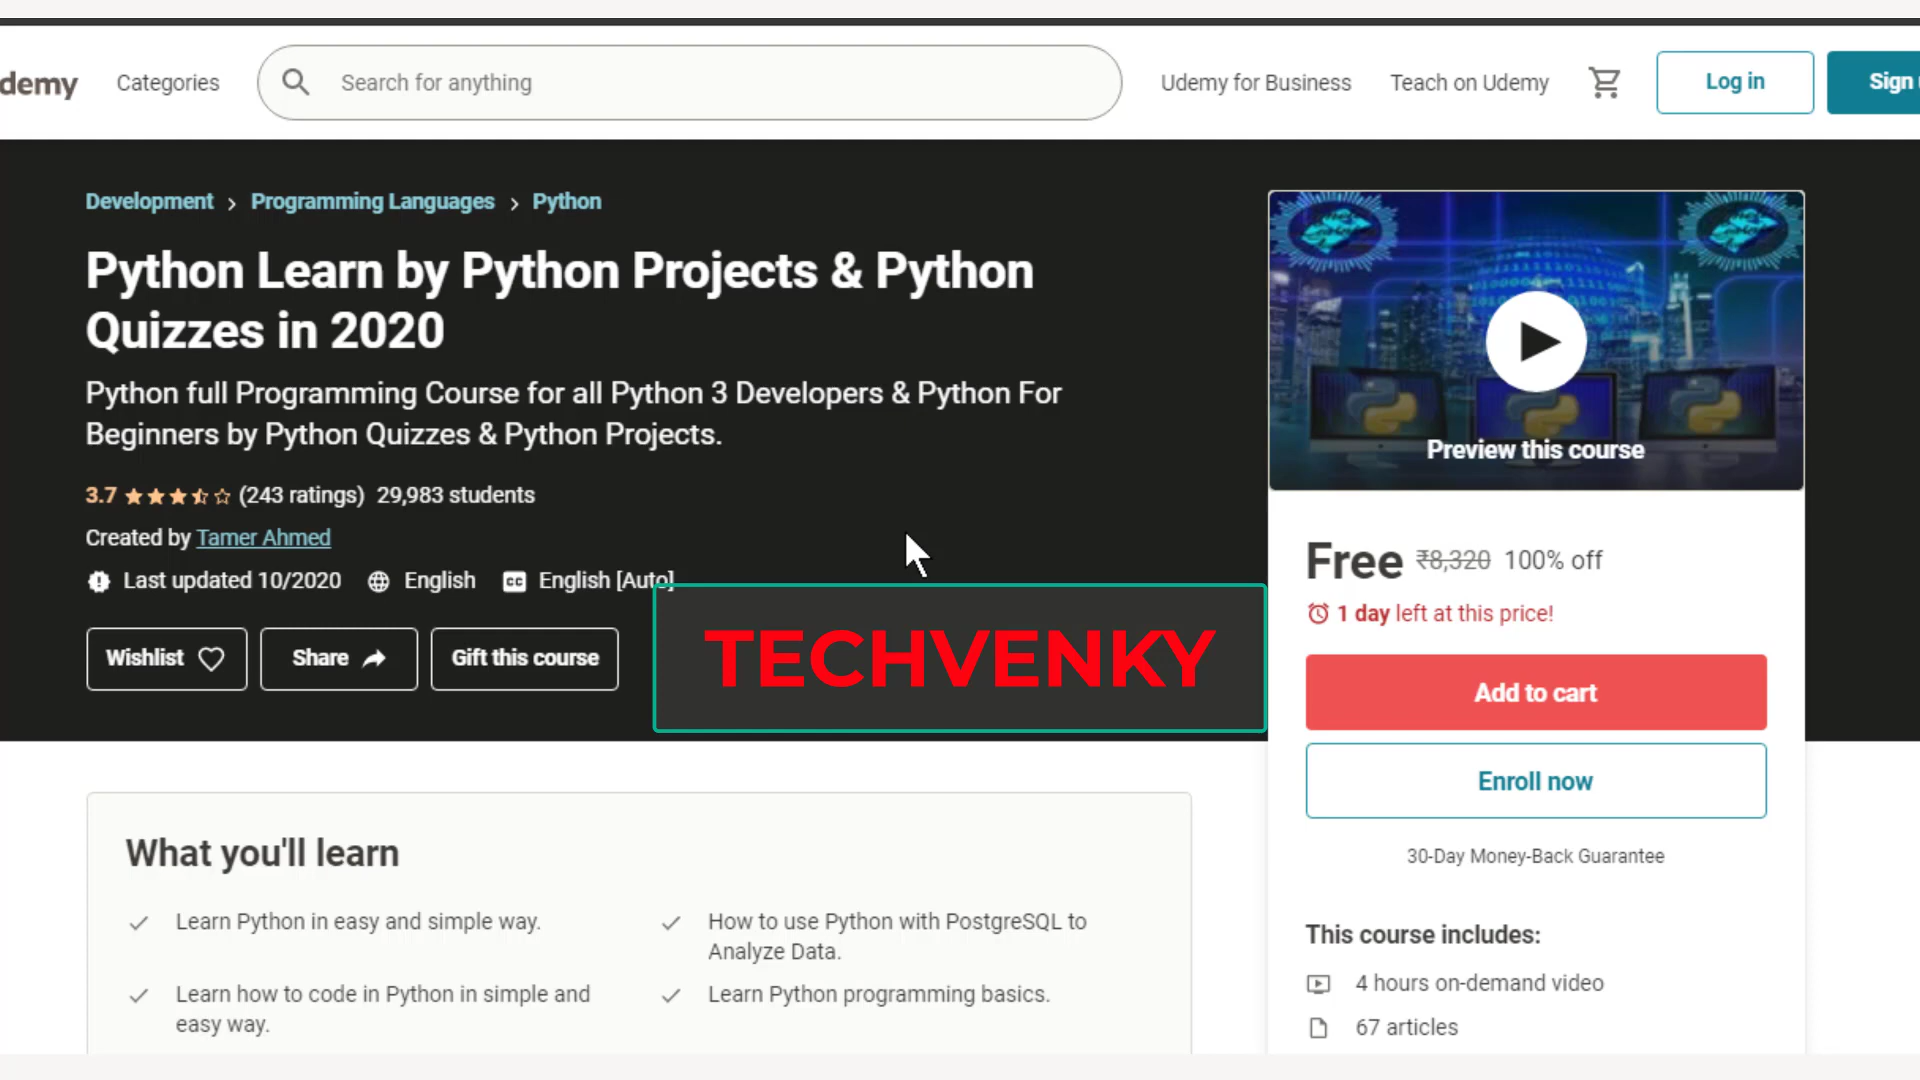 demy Categories Search for anything Udemy for Business Teach on Udemy Log in Sign
Development > Programming Languages > Python
Python Learn by Python Projects & Python
Quizzes in 2020
Python full Programming Course for all Python 3 Developers & Python For
Beginners by Python Quizzes & Python Projects.
3.7 (243 ratings) 29,983 students
Created by Tamer Ahmed
Last updated 10/2020 English CC English [Auto]
Wishlist Share Gift this course
TECHVENKY
Preview this course
Free ₹8,320 100% off
1 day left at this price!
Add to cart
Enroll now
30-Day Money-Back Guarantee
This course includes:
4 hours on-demand video
67 articles
What you'll learn
Learn Python in easy and simple way.
How to use Python with PostgreSQL to
Analyze Data.
Learn how to code in Python in simple and
easy way.
Learn Python programming basics.